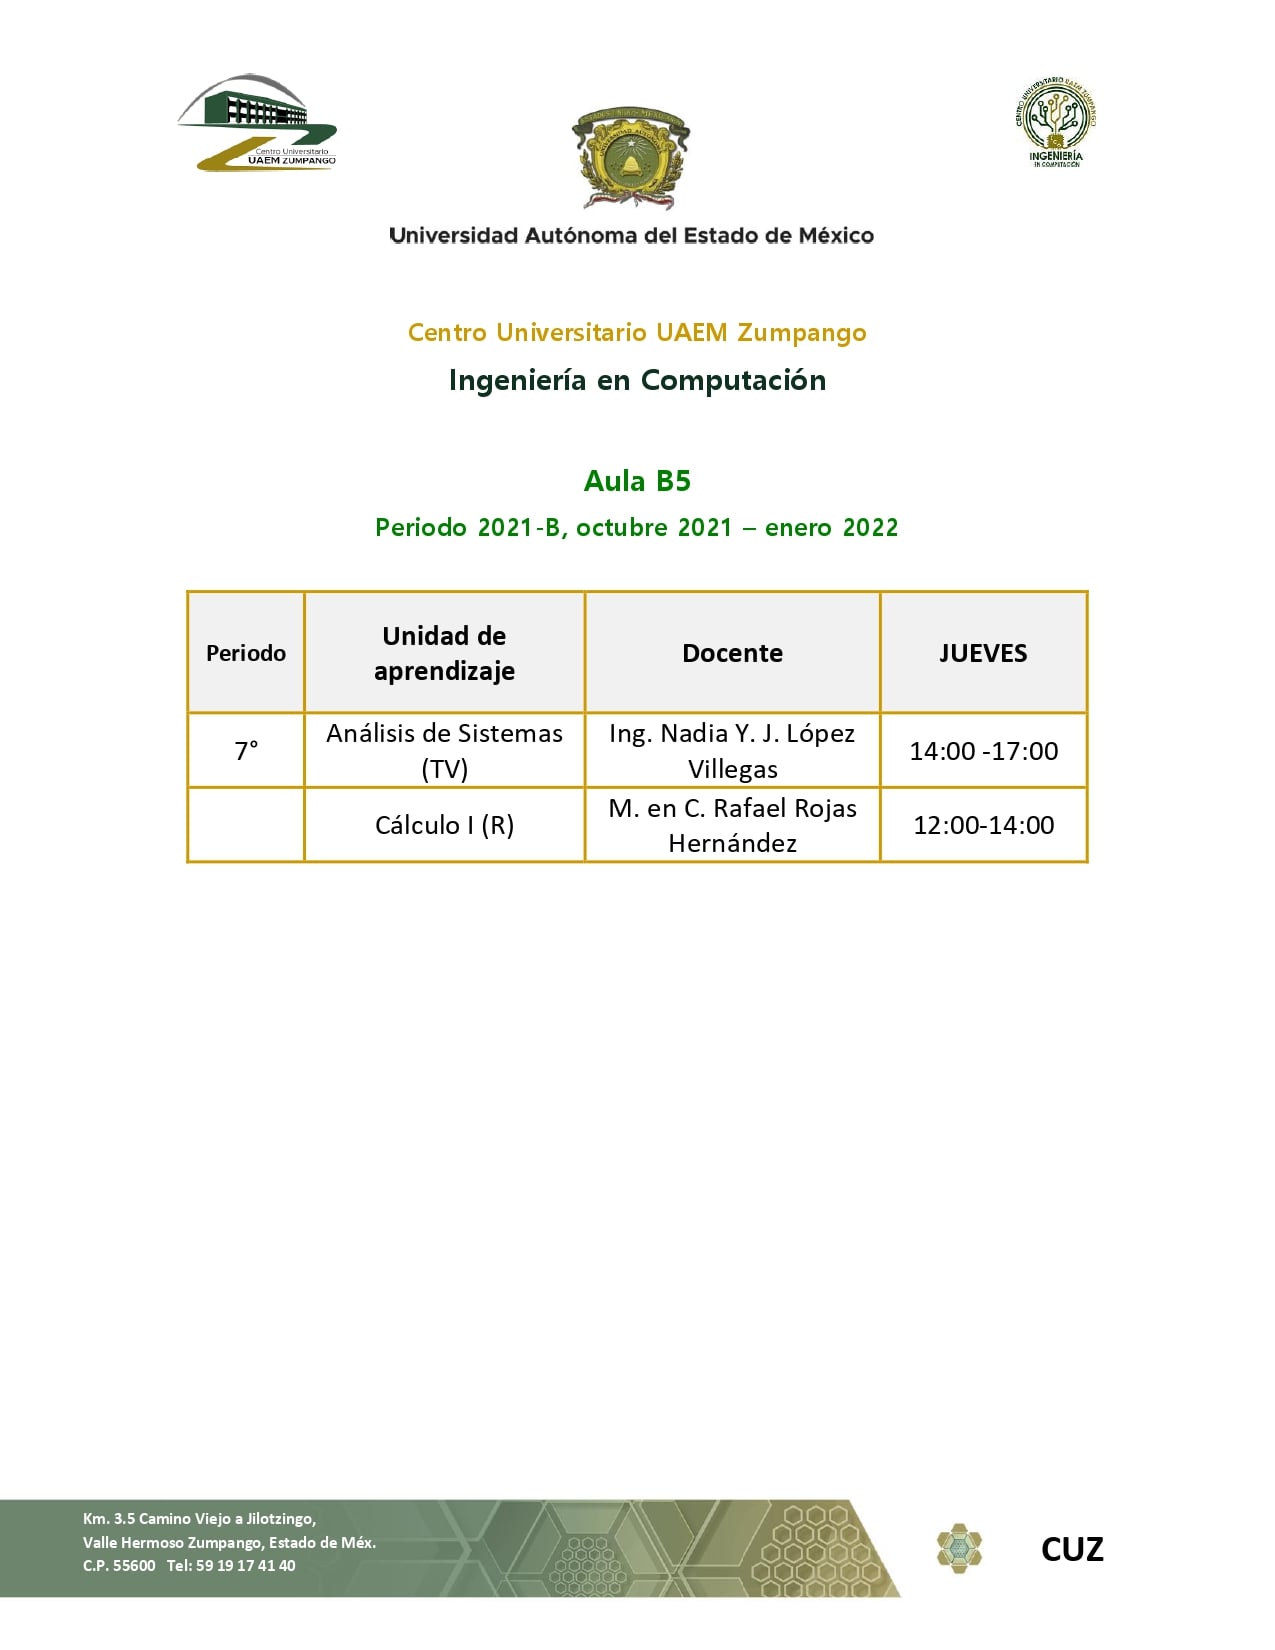 Centro Universitario
UAEM ZUMPANGO
CENTRO UNIVERSITARIO UAEM ZUMPANGO
INGENIERÍA
EN COMPUTACIÓN
Universidad Autónoma del Estado de México
Centro Universitario UAEM Zumpango
Ingeniería en Computación
Aula B5
Periodo 2021-B, octubre 2021 – enero 2022
Periodo
Unidad de
aprendizaje
Docente
JUEVES
7°
Análisis de Sistemas
(TV)
Ing. Nadia Y. J. López
Villegas
14:00 -17:00
Cálculo I (R)
M. en C. Rafael Rojas
Hernández
12:00-14:00
Km. 3.5 Camino Viejo a Jilotzingo,
Valle Hermoso Zumpango, Estado de Méx.
C.P. 55600 Tel: 59 19 17 41 40
CUZ